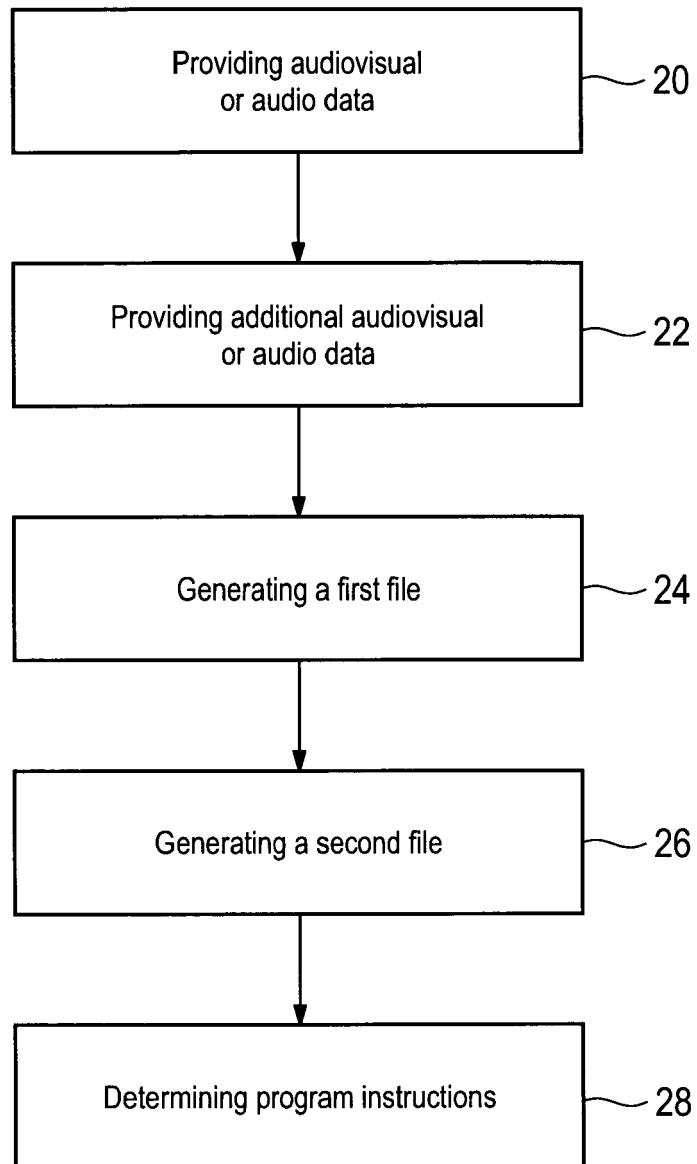 Providing audiovisual
or audio data
20
Providing additional audiovisual
or audio data
22
Generating a first file
24
Generating a second file
26
Determining program instructions
28